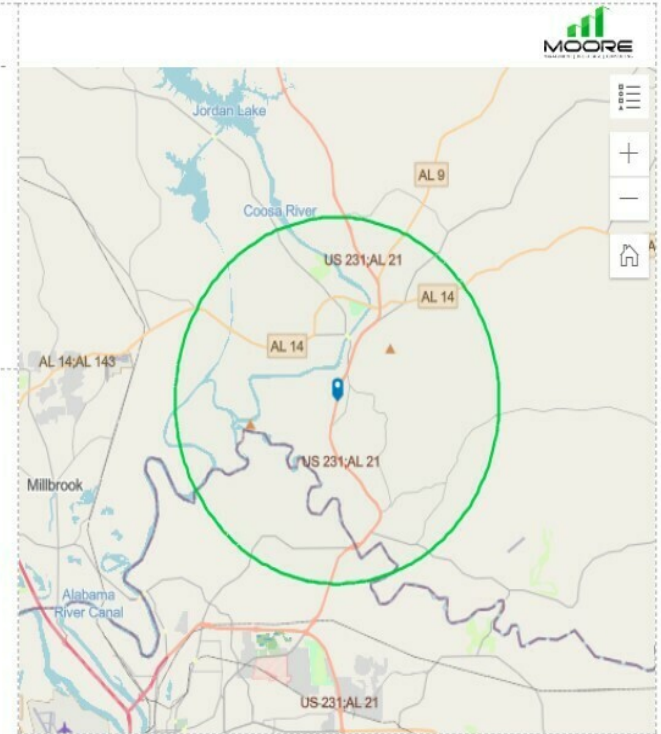 MOORE
Jordan Lake
AL 9
Coosa River
US 231;AL 21
AL 14
AL 14
AL 14;AL 143
US 231;AL 21
Millbrook
Alabama
River Canal
US 231;AL 21